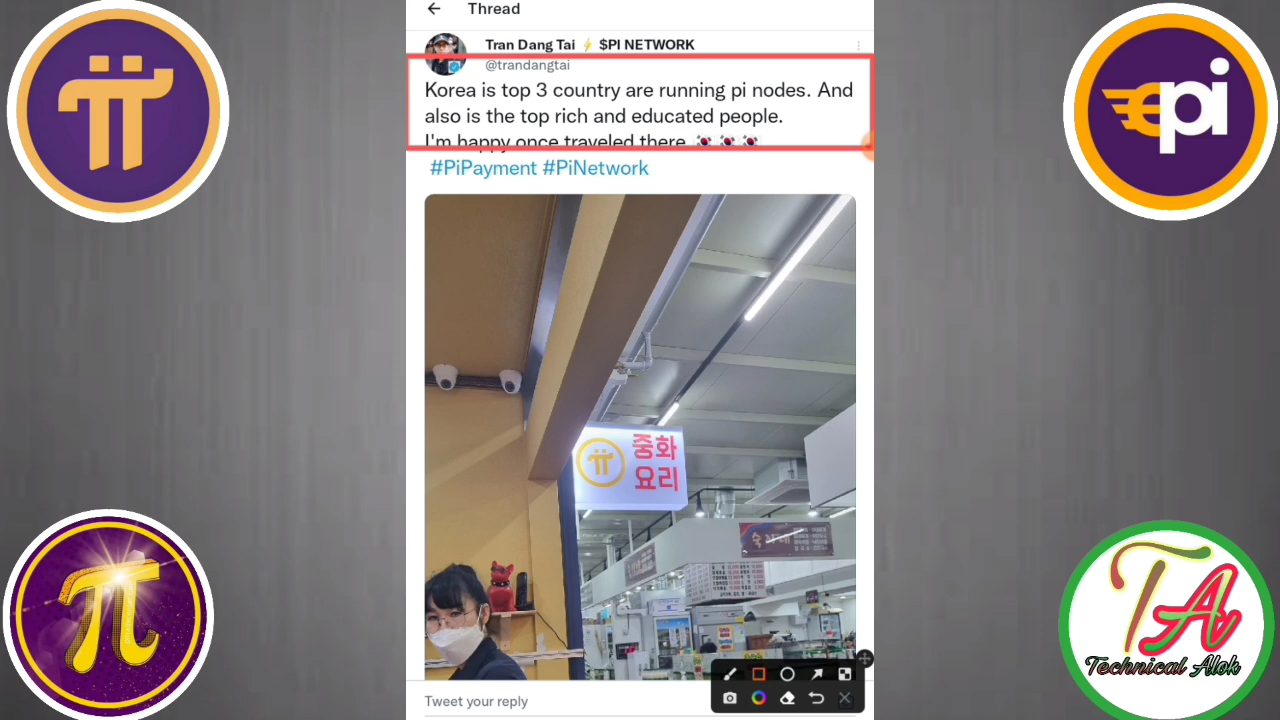 Thread
Tran Dang Tai ⚡ $PI NETWORK
@trandangtai
Korea is top 3 country are running pi nodes. And
also is the top rich and educated people.
I'm happy once traveled there 🇰🇷 🇰🇷 🇰🇷
#PiPayment #PiNetwork
중화
요리
Tweet your reply
pi
TA
Technical Alok